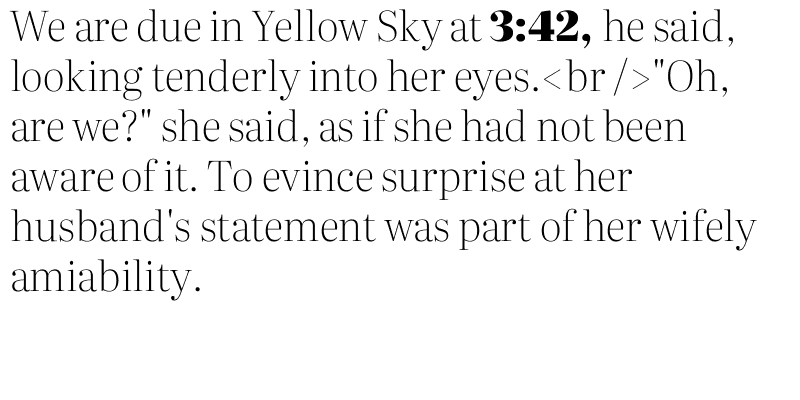 We are due in Yellow Sky at 3:42, he said,
looking tenderly into her eyes.<br />"Oh,
are we?" she said, as if she had not been
aware of it. To evince surprise at her
husband's statement was part of her wifely
amiability.